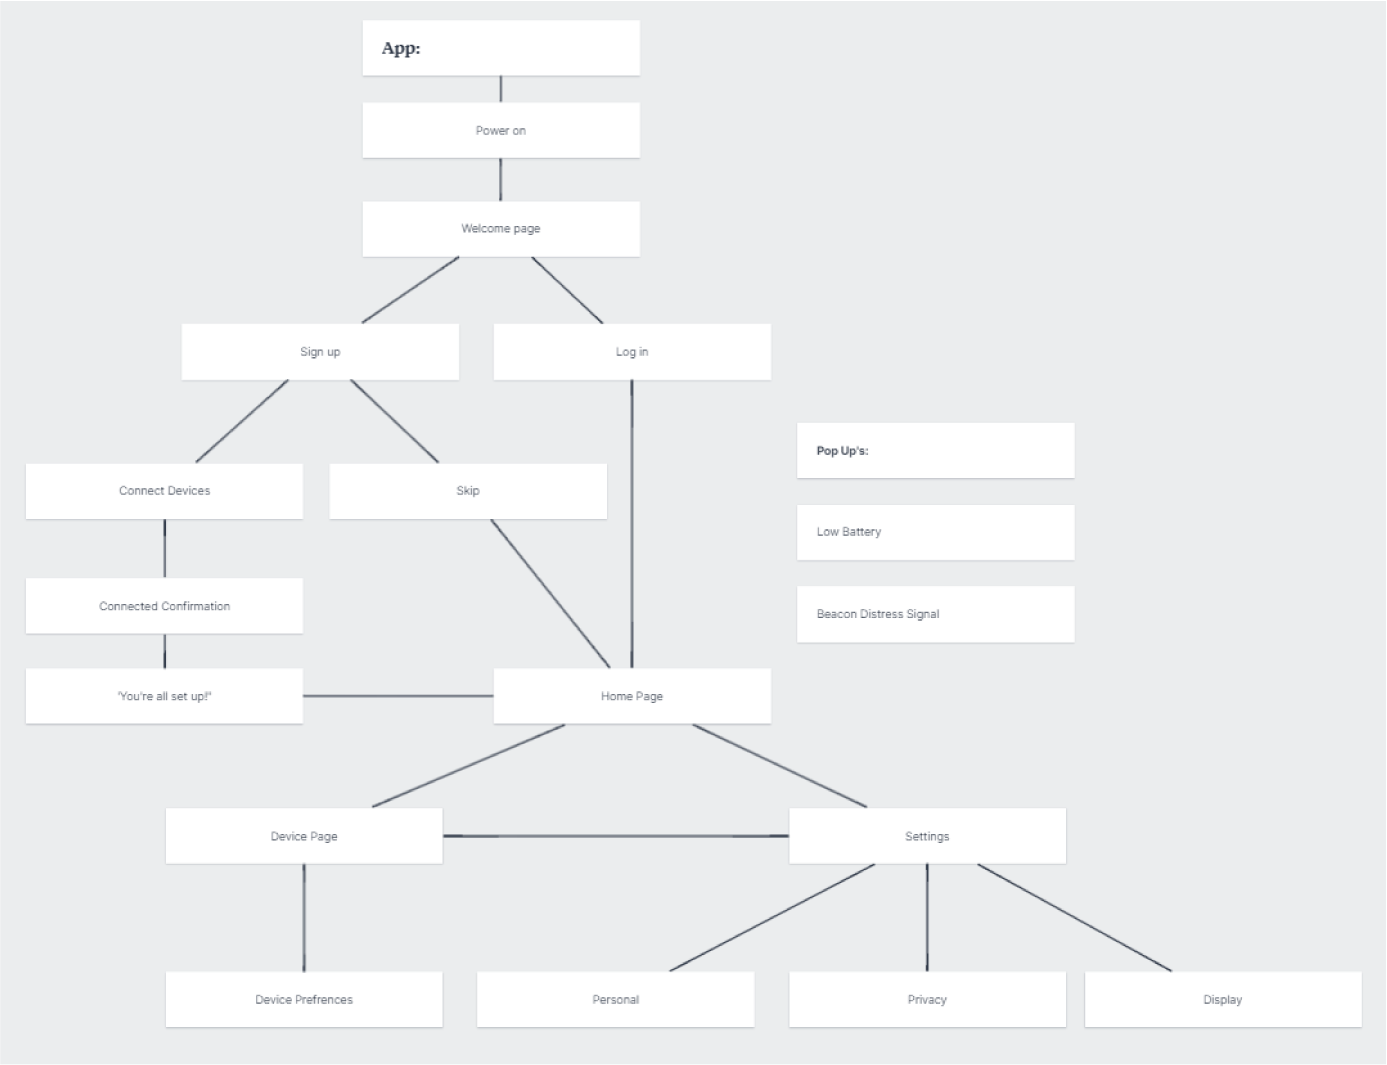 App:
Power on
Welcome page
Sign up
Log in
Connect Devices
Skip
Pop Up's:
Low Battery
Connected Confirmation
Beacon Distress Signal
"You're all set up!"
Home Page
Device Page
Settings
Device Prefrences
Personal
Privacy
Display